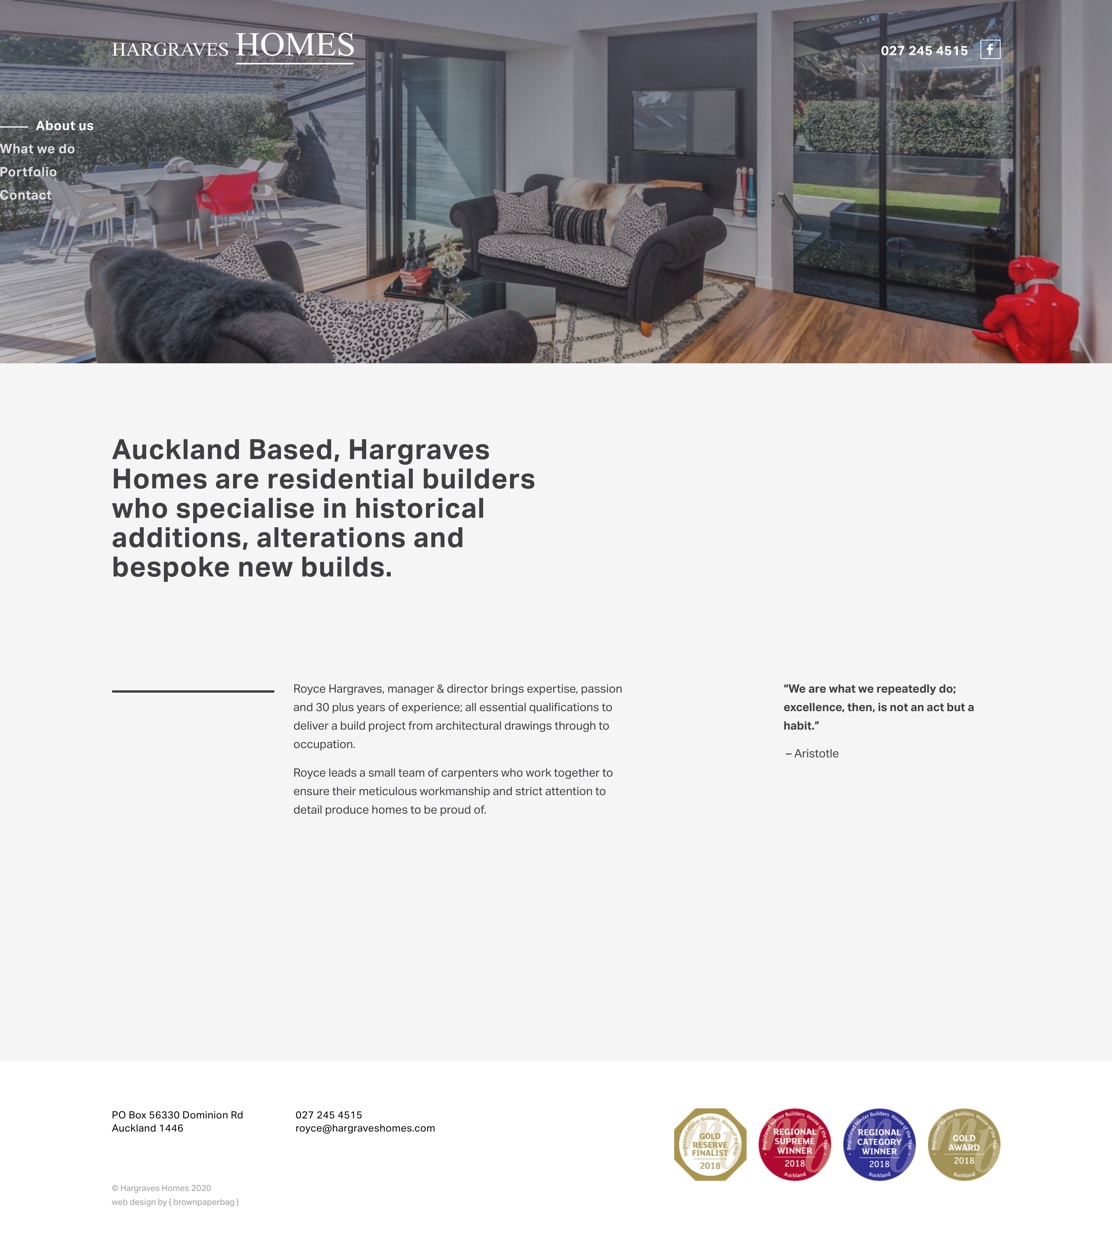 HARGRAVES HOMES
027 245 4515
About us
What we do
Portfolio
Contact
Auckland Based, Hargraves
Homes are residential builders
who specialise in historical
additions, alterations and
bespoke new builds.
Royce Hargraves, manager & director brings expertise, passion
and 30 plus years of experience; all essential qualifications to
deliver a build project from architectural drawings through to
occupation.
Royce leads a small team of carpenters who work together to
ensure their meticulous workmanship and strict attention to
detail produce homes to be proud of.
“We are what we repeatedly do;
excellence, then, is not an act but a
habit.”
– Aristotle
PO Box 56330 Dominion Rd
Auckland 1446
027 245 4515
royce@hargraveshomes.com
GOLD
RESERVE
FINALIST
2018
REGIONAL
SUPREME
WINNER
2018
Auckland
REGIONAL
CATEGORY
WINNER
2018
Auckland
GOLD
AWARD
2018
Auckland
© Hargraves Homes 2020
web design by { brownpaperbag }